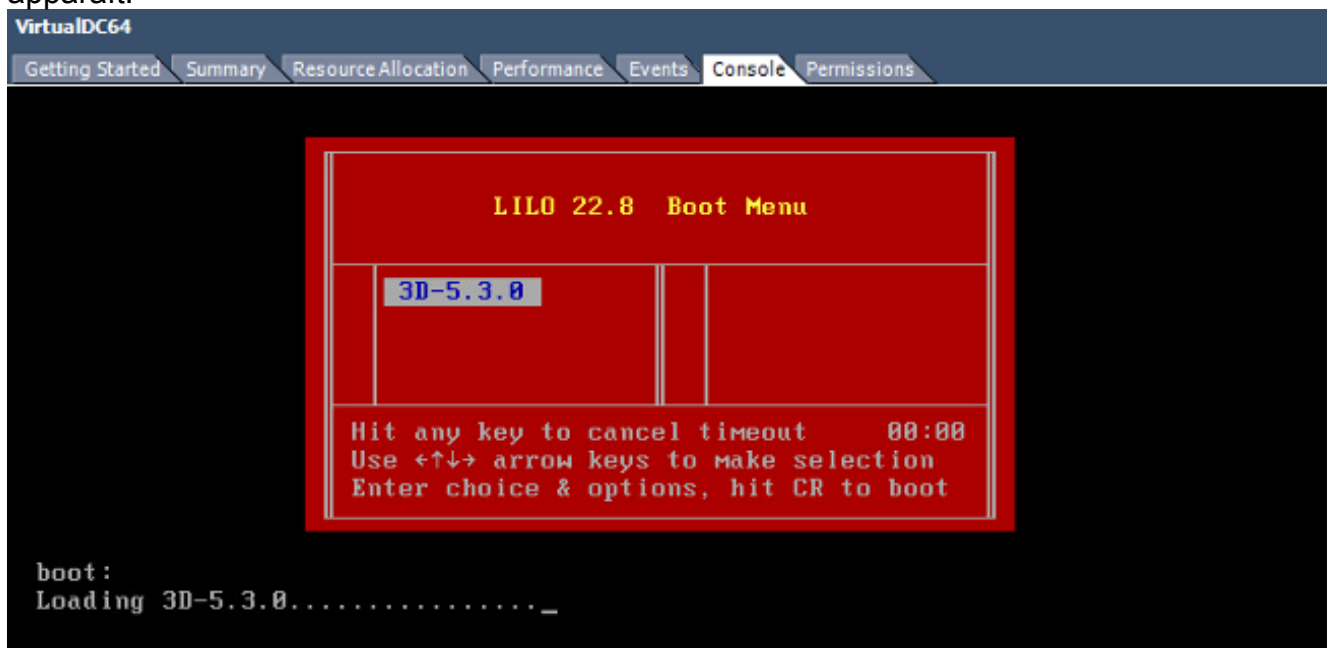 apparaît.
VirtualDC64
Getting Started Summary Resource Allocation Performance Events Console Permissions
LILO 22.8 Boot Menu
3D-5.3.0
Hit any key to cancel timeout 00:00
Use ←↑↓→ arrow keys to make selection
Enter choice & options, hit CR to boot
boot:
Loading 3D-5.3.0................_